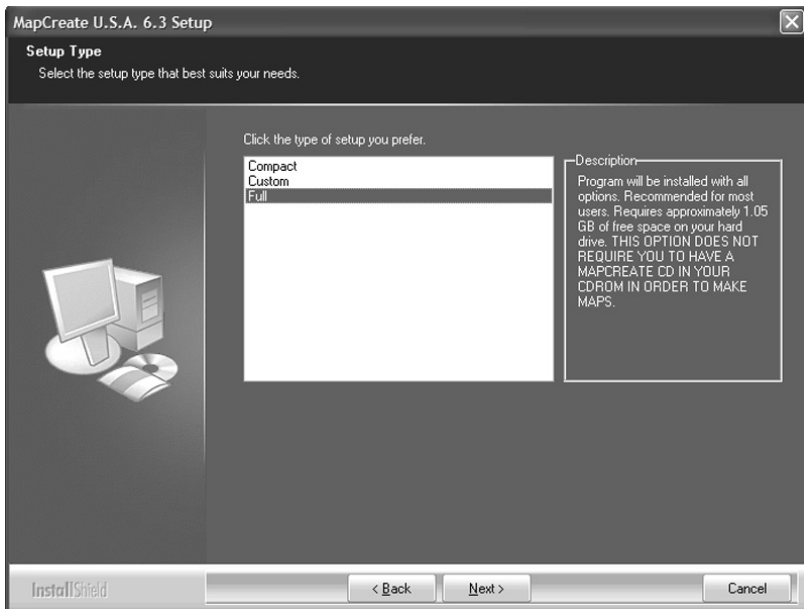 MapCreate U.S.A. 6.3 Setup
Setup Type
Select the setup type that best suits your needs.
Click the type of setup you prefer.
Compact
Custom
Full
Description
Program will be installed with all
options. Recommended for most
users. Requires approximately 1.05
GB of free space on your hard
drive. THIS OPTION DOES NOT
REQUIRE YOU TO HAVE A
MAPCREATE CD IN YOUR
CDROM IN ORDER TO MAKE
MAPS.
InstallShield
< Back
Next >
Cancel